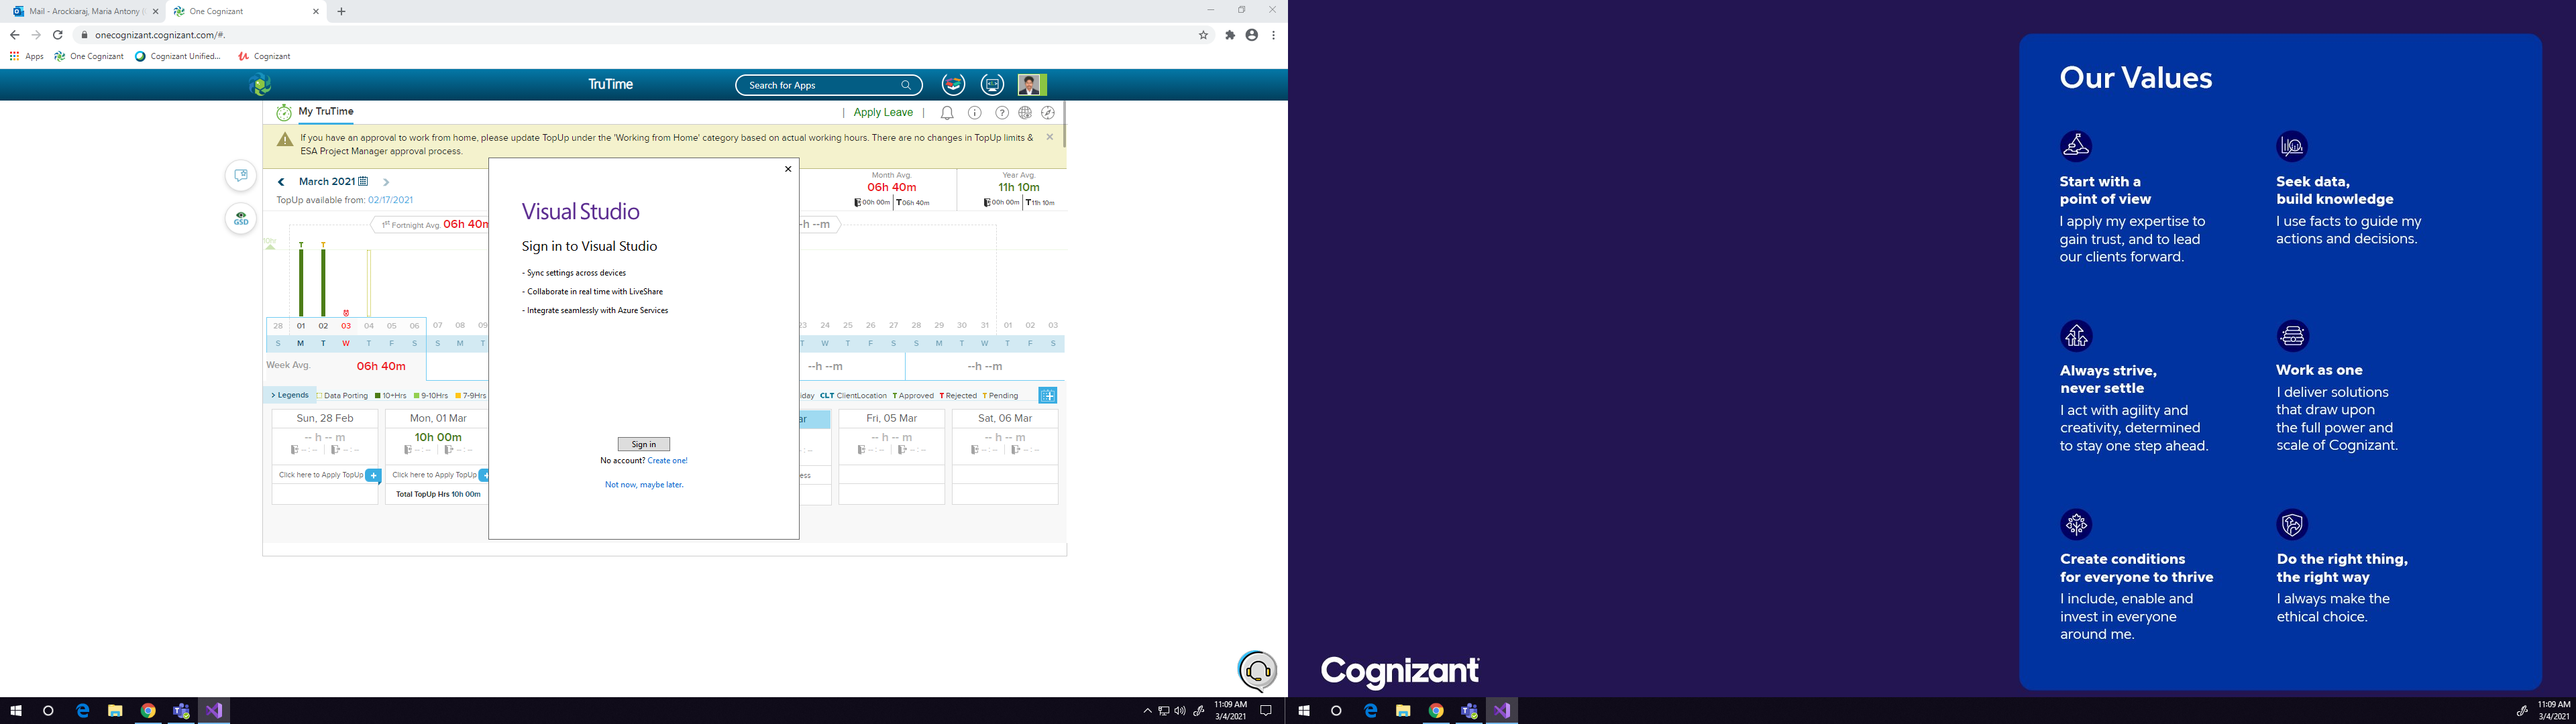 Mail - Arockiaraj, Maria Antony (
One Cognizant
onecognizant.cognizant.com/#.
Apps
One Cognizant
Cognizant Unified...
Cognizant
TruTime
Search for Apps
My TruTime
| Apply Leave |
If you have an approval to work from home, please update TopUp under the 'Working from Home' category based on actual working hours. There are no changes in TopUp limits &
ESA Project Manager approval process.
GSD
March 2021
TopUp available from: 02/17/2021
Month Avg.
06h 40m
00h 00m
T 06h 40m
Year Avg.
11h 10m
00h 00m
T 11h 10m
1st Fortnight Avg. 06h 40m
-h --m
10h
T T
28 01 02 03 04 05 06 07 08 09
23 24 25 26 27 28 29 30 31 01 02 03
S M T W T F S S M T
T W T F S S M T W T F S
Week Avg.
06h 40m
--h --m
--h --m
> Legends
Data Porting
10+Hrs
9-10Hrs
7-9Hrs
iday
CLT ClientLocation
T Approved
T Rejected
T Pending
Sun, 28 Feb
-- h -- m
-- : --
-- : --
Click here to Apply TopUp +
Mon, 01 Mar
10h 00m
-- : --
-- : --
Click here to Apply TopUp +
Total TopUp Hrs 10h 00m
ar
: --
ess
Fri, 05 Mar
-- h -- m
-- : --
-- : --
Sat, 06 Mar
-- h -- m
-- : --
-- : --
Visual Studio
Sign in to Visual Studio
- Sync settings across devices
- Collaborate in real time with LiveShare
- Integrate seamlessly with Azure Services
Sign in
No account? Create one!
Not now, maybe later.
11:09 AM
3/4/2021
Our Values
Start with a
point of view
I apply my expertise to
gain trust, and to lead
our clients forward.
Seek data,
build knowledge
I use facts to guide my
actions and decisions.
Always strive,
never settle
I act with agility and
creativity, determined
to stay one step ahead.
Work as one
I deliver solutions
that draw upon
the full power and
scale of Cognizant.
Create conditions
for everyone to thrive
I include, enable and
invest in everyone
around me.
Do the right thing,
the right way
I always make the
ethical choice.
Cognizant
11:09 AM
3/4/2021